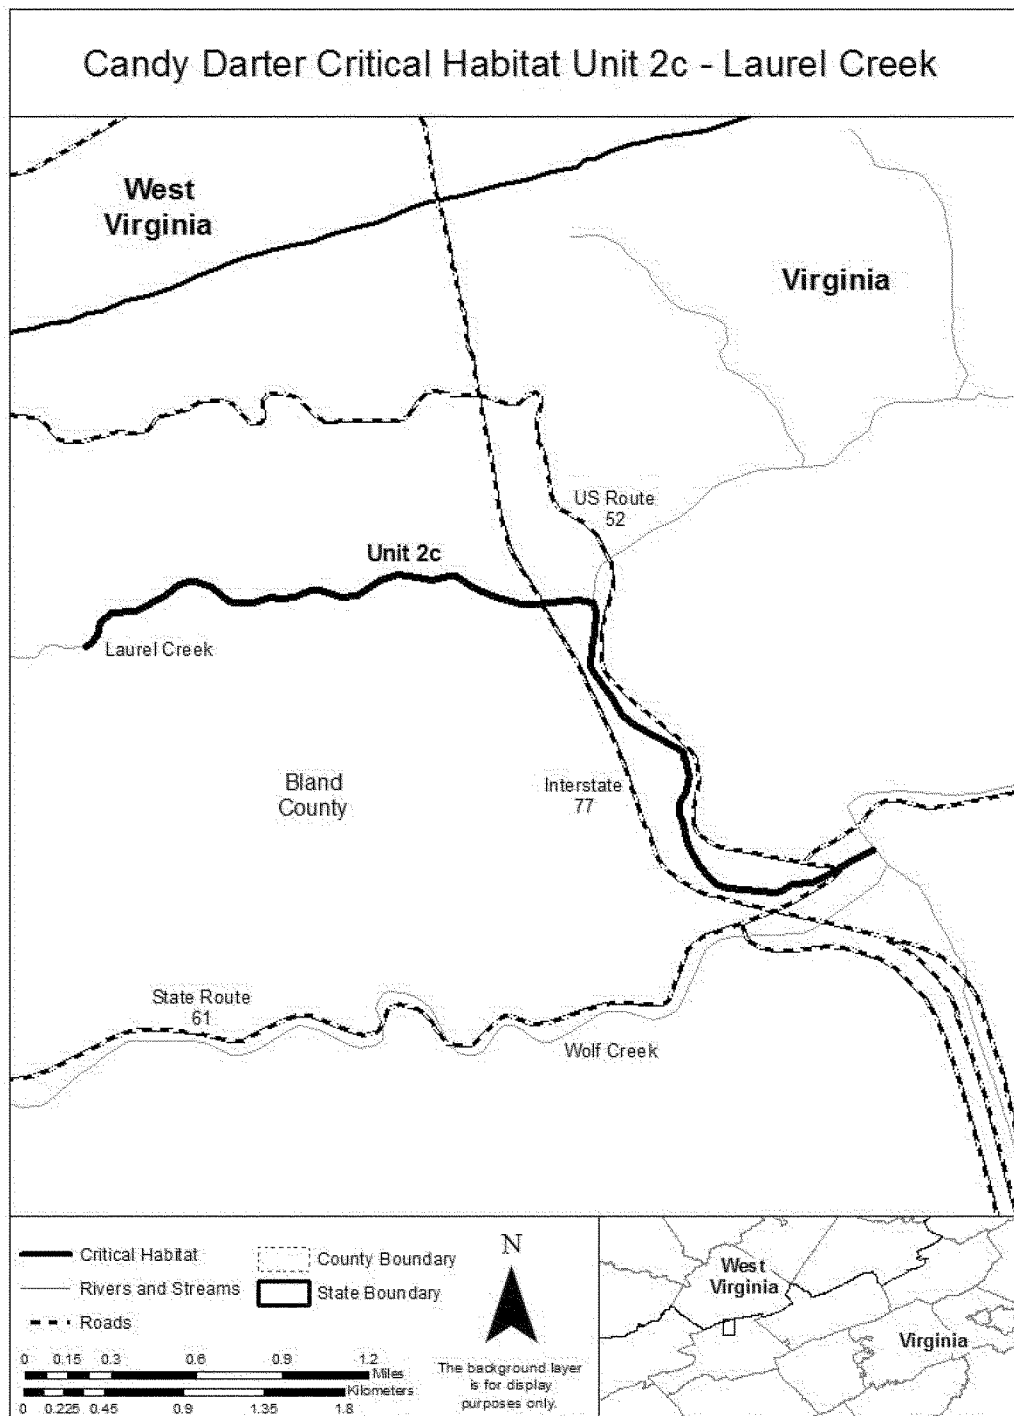 Candy Darter Critical Habitat Unit 2c - Laurel Creek
West
Virginia
Virginia
US Route
52
Unit 2c
Laurel Creek
Bland
County
Interstate
77
State Route
61
Wolf Creek
Critical Habitat
Rivers and Streams
Roads
County Boundary
State Boundary
0 0.15 0.3 0.6 0.9 1.2
Miles
Kilometers
0 0.225 0.45 0.9 1.35 1.8
N
The background layer
is for display
purposes only.
West
Virginia
Virginia